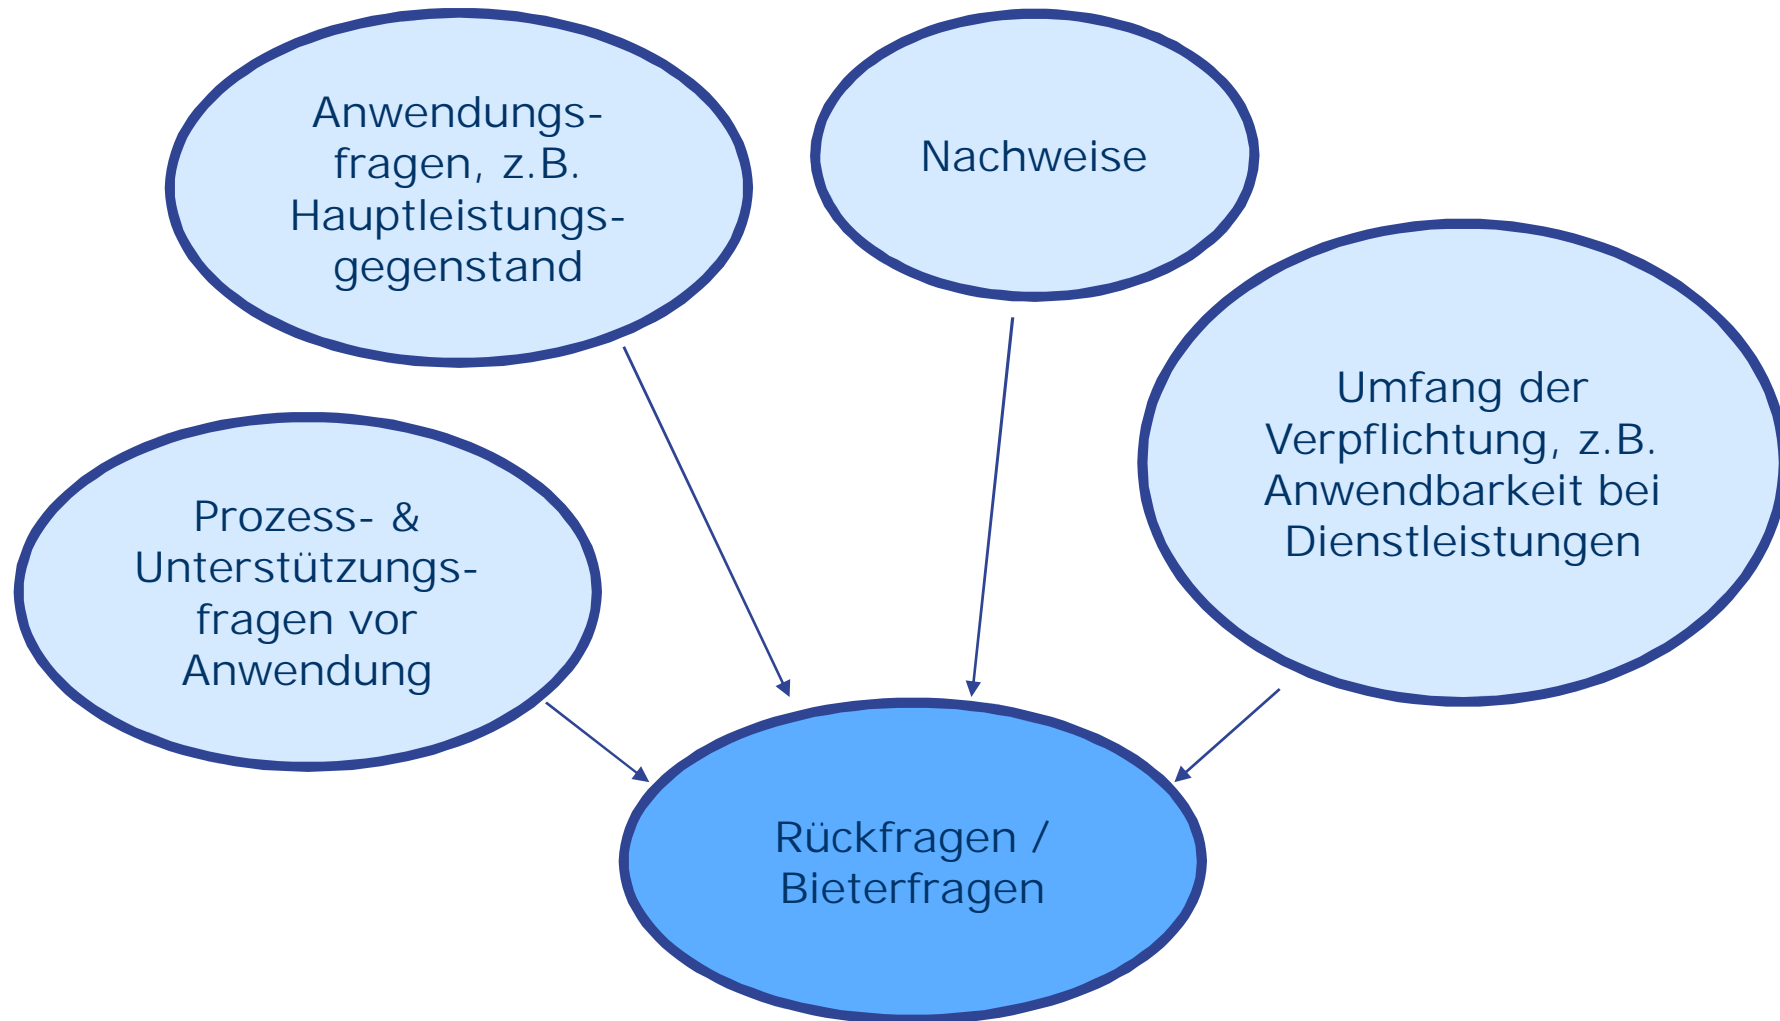 Anwendungs-
fragen, z.B.
Hauptleistungs-
gegenstand
Nachweise
Umfang der
Verpflichtung, z.B.
Anwendbarkeit bei
Dienstleistungen
Prozess- &
Unterstützungs-
fragen vor
Anwendung
Rückfragen /
Bieterfragen